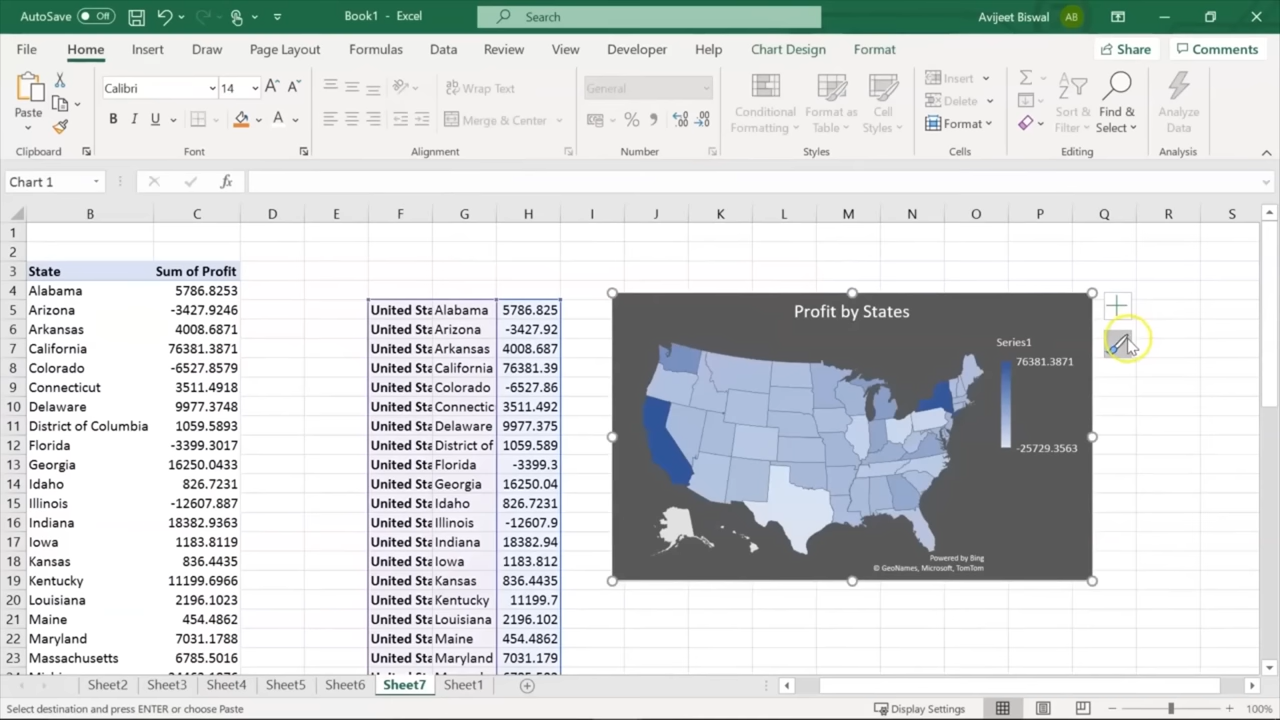 AutoSave Off Book1 - Excel Search Avijeet Biswal AB
File Home Insert Draw Page Layout Formulas Data Review View Developer Help Chart Design Format Share Comments
Paste Calibri 14 Wrap Text General Conditional Formatting Format as Table Cell Styles Insert Sort & Filter Find & Select Analyze Data
B I U A Merge & Center % Delete
Format
Clipboard Font Alignment Number Styles Cells Editing Analysis
Chart 1 fx
B C D E F G H I J K L M N O P Q R S
1
2
3 State Sum of Profit
4 Alabama 5786.8253
5 Arizona -3427.9246 United Sta Alabama 5786.825
6 Arkansas 4008.6871 United Sta Arizona -3427.92
7 California 76381.3871 United Sta Arkansas 4008.687
8 Colorado -6527.8579 United Sta California 76381.39
9 Connecticut 3511.4918 United Sta Colorado -6527.86
10 Delaware 9977.3748 United Sta Connectic 3511.492
11 District of Columbia 1059.5893 United Sta Delaware 9977.375
12 Florida -3399.3017 United Sta District of 1059.589
13 Georgia 16250.0433 United Sta Florida -3399.3
14 Idaho 826.7231 United Sta Georgia 16250.04
15 Illinois -12607.887 United Sta Idaho 826.7231
16 Indiana 18382.9363 United Sta Illinois -12607.9
17 Iowa 1183.8119 United Sta Indiana 18382.94
18 Kansas 836.4435 United Sta Iowa 1183.812
19 Kentucky 11199.6966 United Sta Kansas 836.4435
20 Louisiana 2196.1023 United Sta Kentucky 11199.7
21 Maine 454.4862 United Sta Louisiana 2196.102
22 Maryland 7031.1788 United Sta Maine 454.4862
23 Massachusetts 6785.5016 United Sta Maryland 7031.179
Profit by States
Series1
76381.3871
-25729.3563
Powered by Bing
© GeoNames, Microsoft, TomTom
Sheet2 Sheet3 Sheet4 Sheet5 Sheet6 Sheet7 Sheet1
Select destination and press ENTER or choose Paste Display Settings 100%